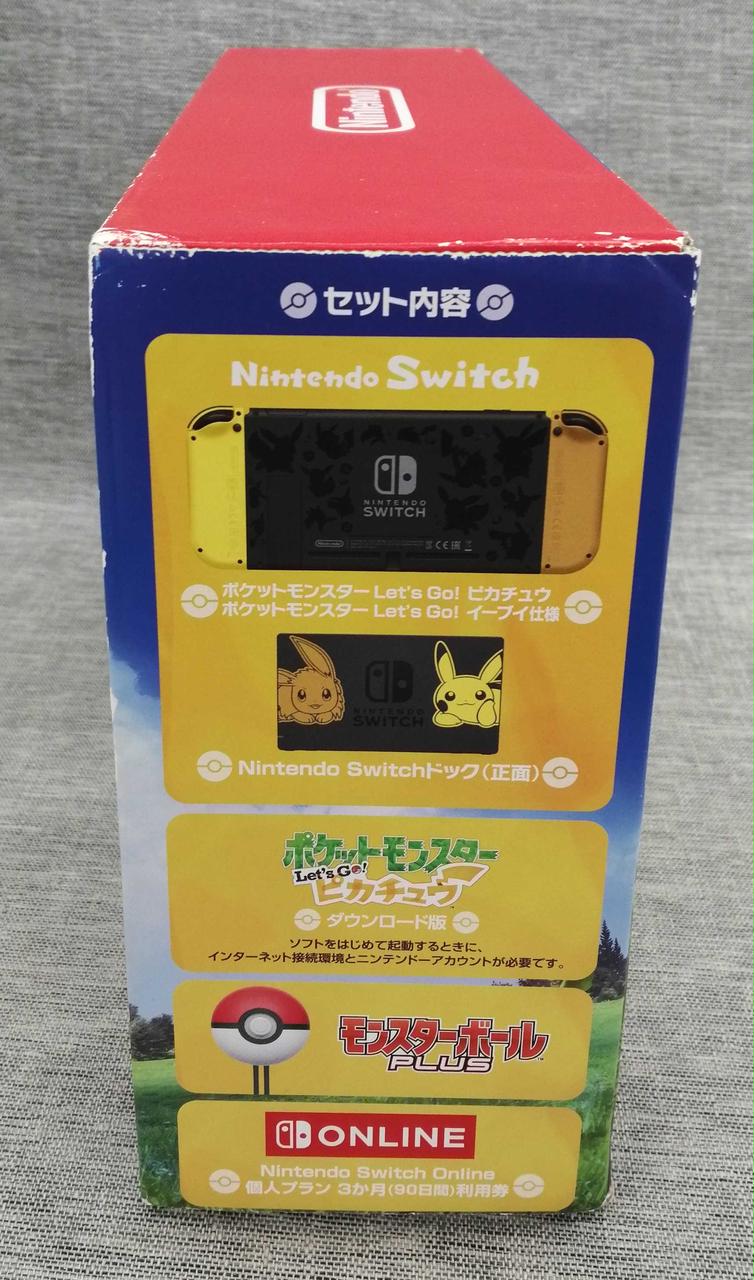 Nintendo
セット内容
Nintendo Switch
NINTENDO
SWITCH
Nintendo
ポケットモンスター Let's Go! ピカチュウ
ポケットモンスター Let's Go! イーブイ仕様
NINTENDO
SWITCH
Nintendo Switchドック(正面)
ポケットモンスター
Let's Go!
ピカチュウ
ダウンロード版
ソフトをはじめて起動するときに、
インターネット接続環境とニンテンドーアカウントが必要です。
モンスターボール
PLUS
ONLINE
Nintendo Switch Online
個人プラン 3か月(90日間)利用券